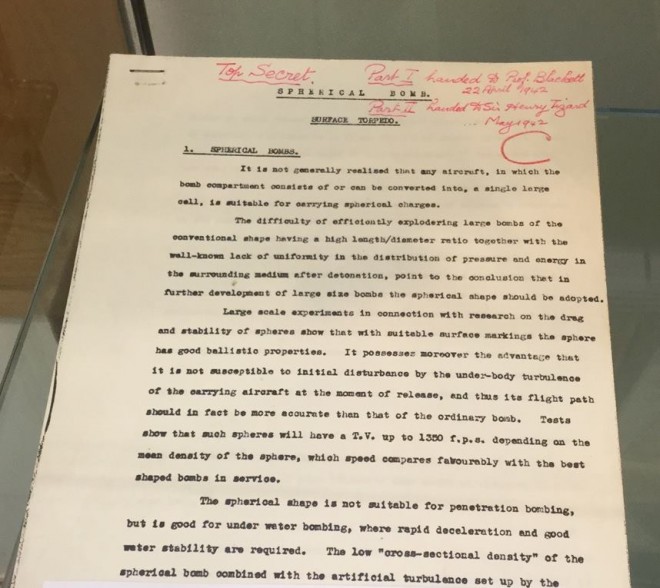 Top Secret. Part I handed to Prof. Blackett
22 April 1942
SPHERICAL BOMB.
Part II handed to Sir Henry Tizard
May 1942
SURFACE TORPEDO.
C
1. SPHERICAL BOMBS.
It is not generally realised that any aircraft, in which the
bomb compartment consists of or can be converted into, a single large
cell, is suitable for carrying spherical charges.
The difficulty of efficiently explodering large bombs of the
conventional shape having a high length/diameter ratio together with the
well-known lack of uniformity in the distribution of pressure and energy in
the surrounding medium after detonation, point to the conclusion that in
further development of large size bombs the spherical shape should be adopted.
Large scale experiments in connection with research on the drag
and stability of spheres show that with suitable surface markings the sphere
has good ballistic properties. It possesses moreover the advantage that
it is not susceptible to initial disturbance by the under-body turbulence
of the carrying aircraft at the moment of release, and thus its flight path
should in fact be more accurate than that of the ordinary bomb. Tests
show that such spheres will have a T.V. up to 1350 f.p.s. depending on the
mean density of the sphere, which speed compares favourably with the best
shaped bombs in service.
The spherical shape is not suitable for penetration bombing,
but is good for under water bombing, where rapid deceleration and good
water stability are required. The low "cross-sectional density" of the
spherical bomb combined with the artificial turbulence set up by the